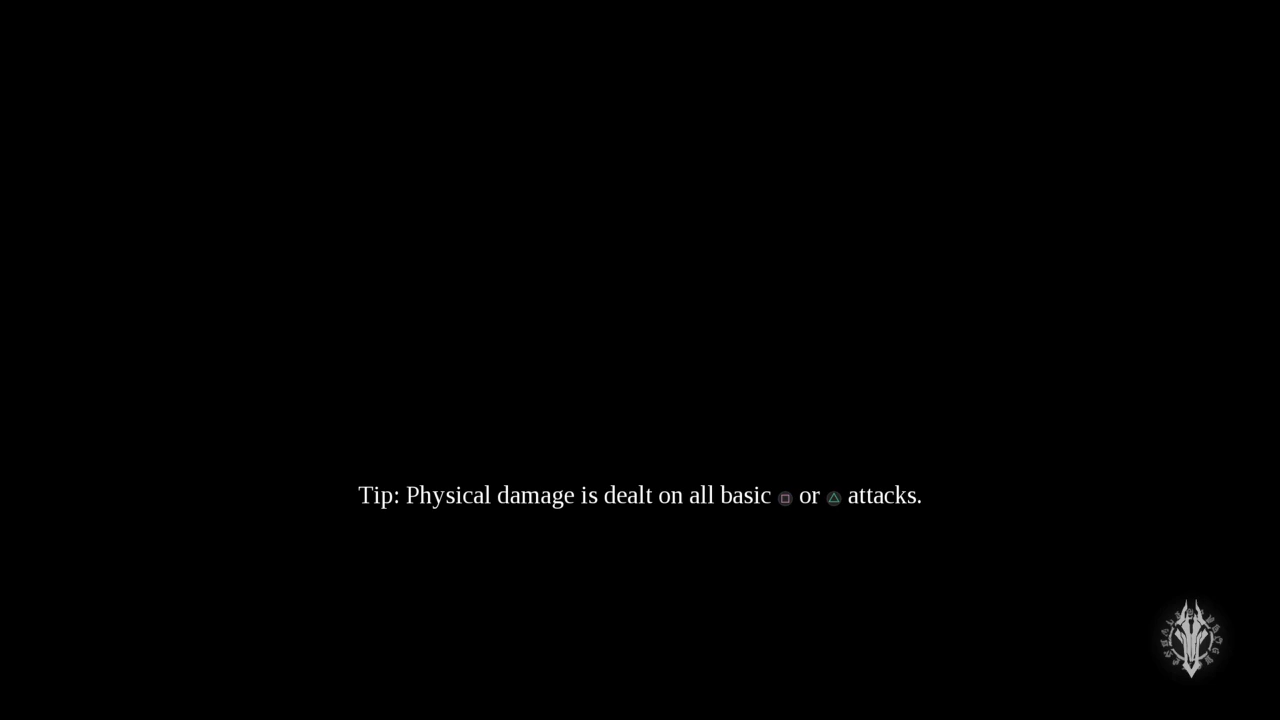 Tip: Physical damage is dealt on all basic □ or △ attacks.